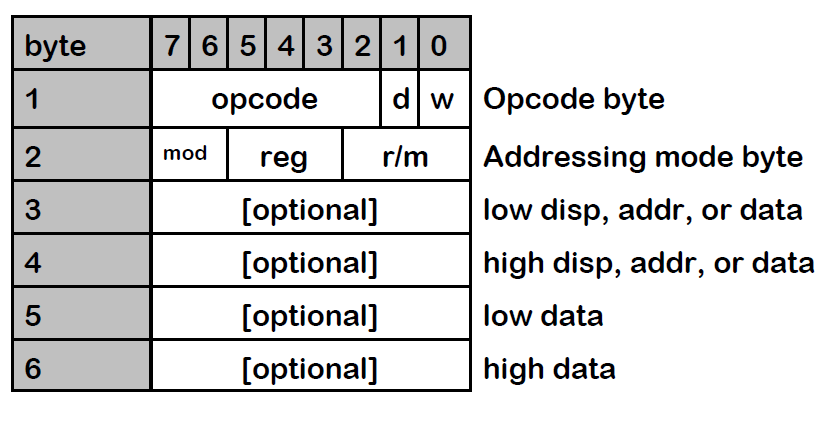 byte 7 6 5 4 3 2 1 0
1 opcode d w Opcode byte
2 mod reg r/m Addressing mode byte
3 [optional] low disp, addr, or data
4 [optional] high disp, addr, or data
5 [optional] low data
6 [optional] high data